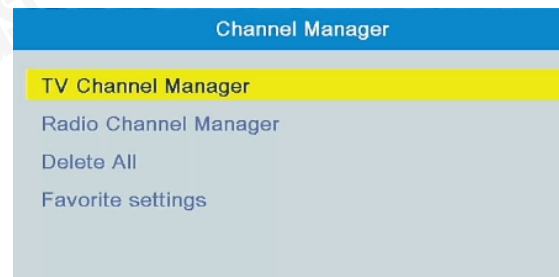 Channel Manager
TV Channel Manager
Radio Channel Manager
Delete All
Favorite settings